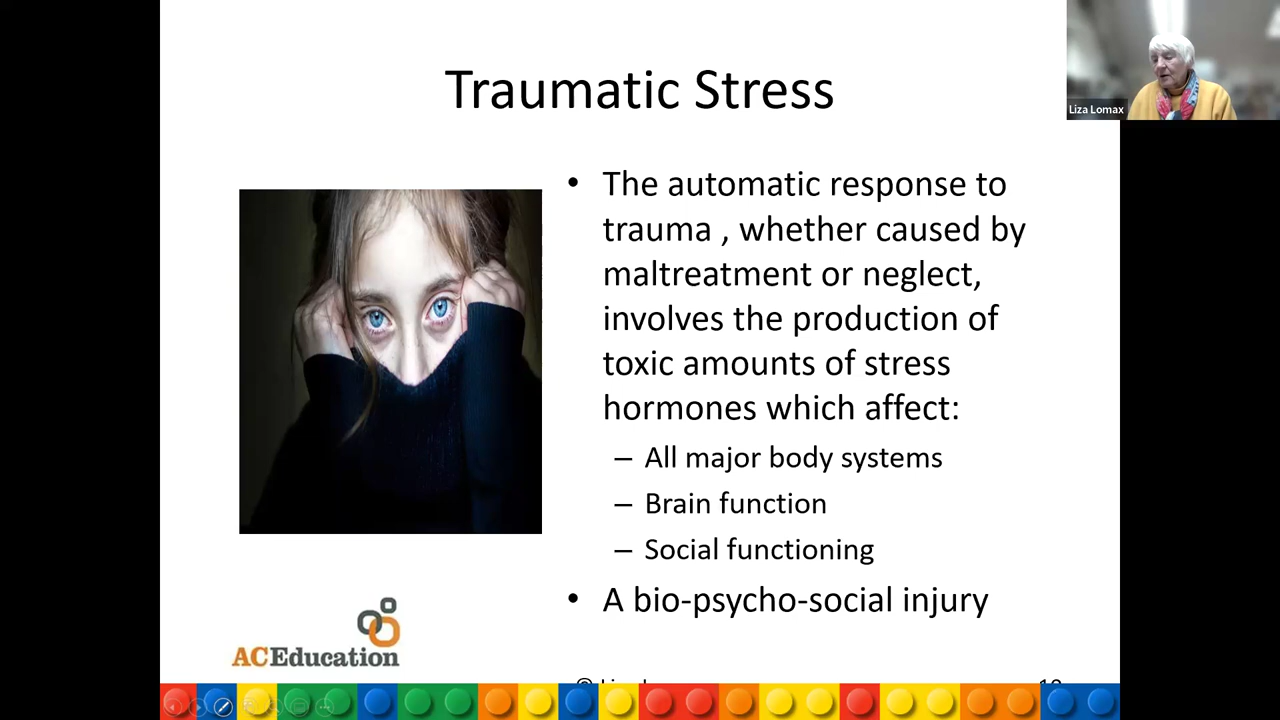 Traumatic Stress
Liza Lomax
• The automatic response to
trauma , whether caused by
maltreatment or neglect,
involves the production of
toxic amounts of stress
hormones which affect:
– All major body systems
– Brain function
– Social functioning
• A bio-psycho-social injury
ACEducation